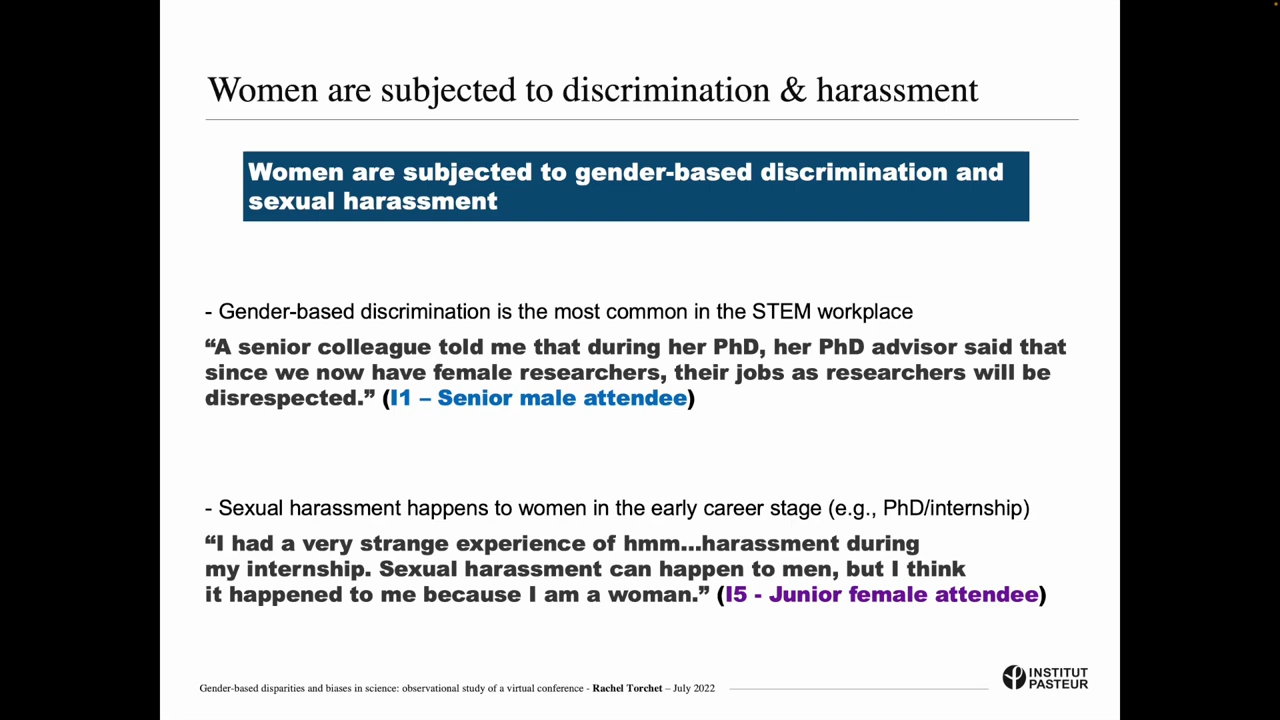 Women are subjected to discrimination & harassment
Women are subjected to gender-based discrimination and
sexual harassment
- Gender-based discrimination is the most common in the STEM workplace
“A senior colleague told me that during her PhD, her PhD advisor said that
since we now have female researchers, their jobs as researchers will be
disrespected.” (I1 – Senior male attendee)
- Sexual harassment happens to women in the early career stage (e.g., PhD/internship)
“I had a very strange experience of hmm...harassment during
my internship. Sexual harassment can happen to men, but I think
it happened to me because I am a woman.” (I5 - Junior female attendee)
Gender-based disparities and biases in science: observational study of a virtual conference - Rachel Torchet – July 2022
INSTITUT
PASTEUR